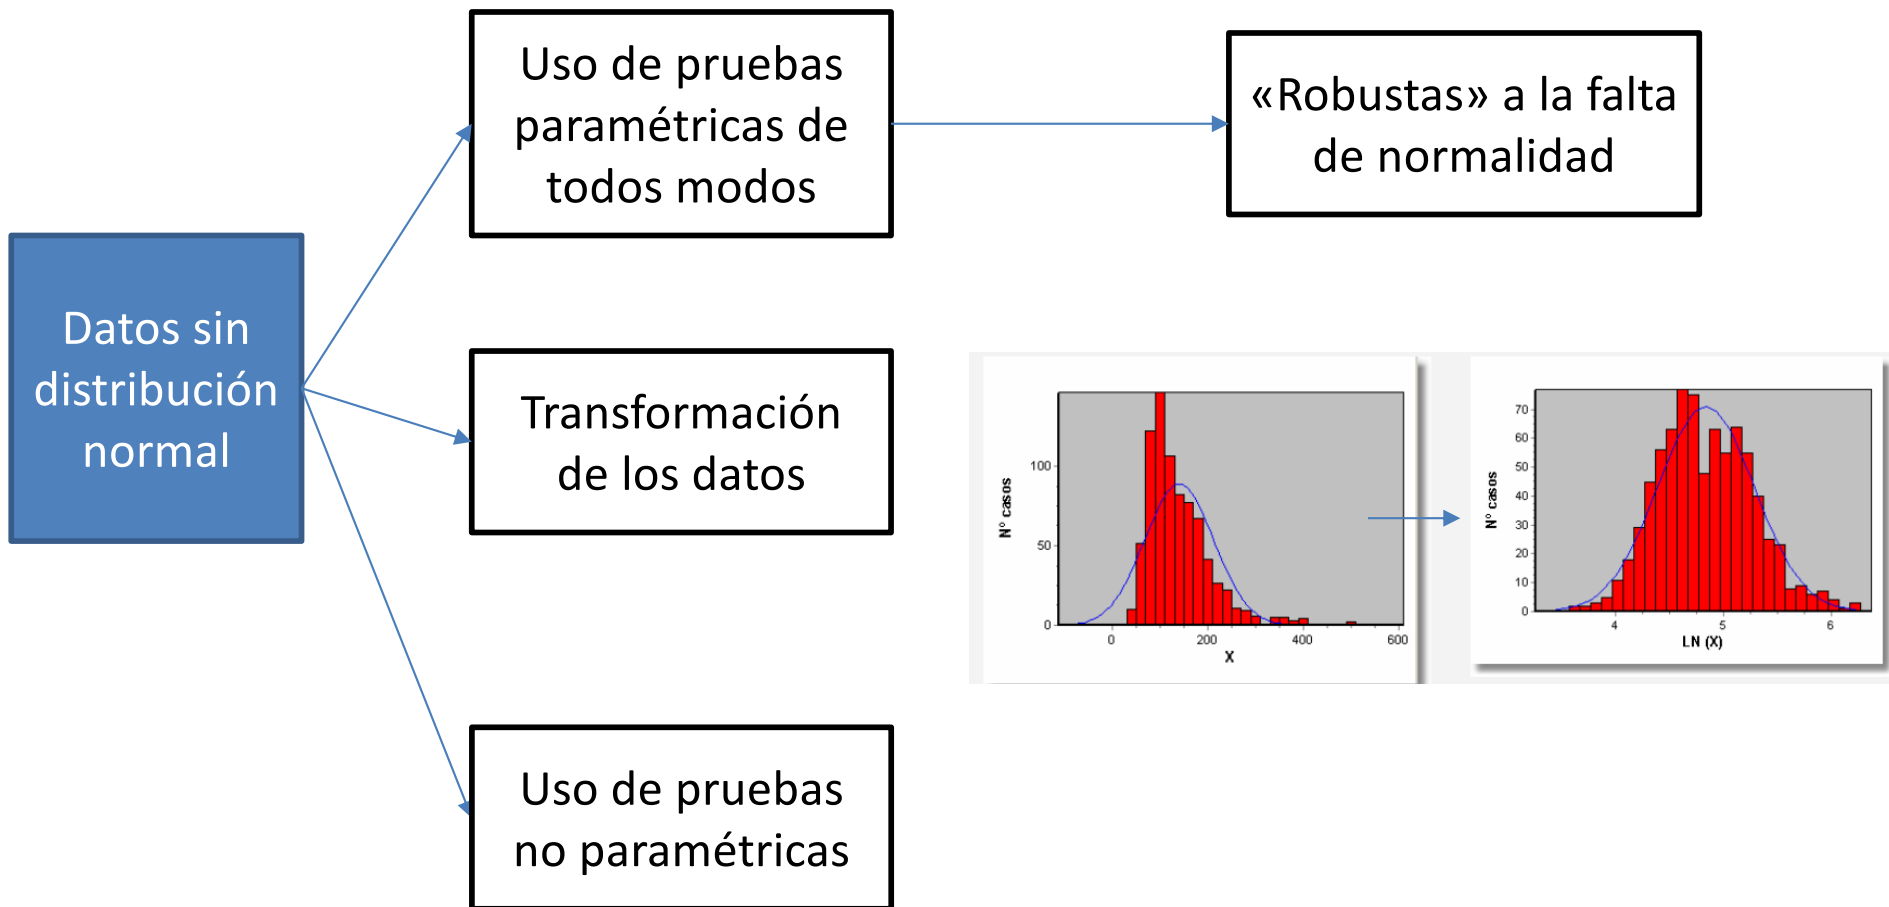 Uso de pruebas
paramétricas de
todos modos
«Robustas» a la falta
de normalidad
Datos sin
distribución
normal
Transformación
de los datos
Nº casos
100
50
0
0
200
400
600
X
Nº casos
70
60
50
40
30
20
10
0
4
5
6
LN (X)
Uso de pruebas
no paramétricas